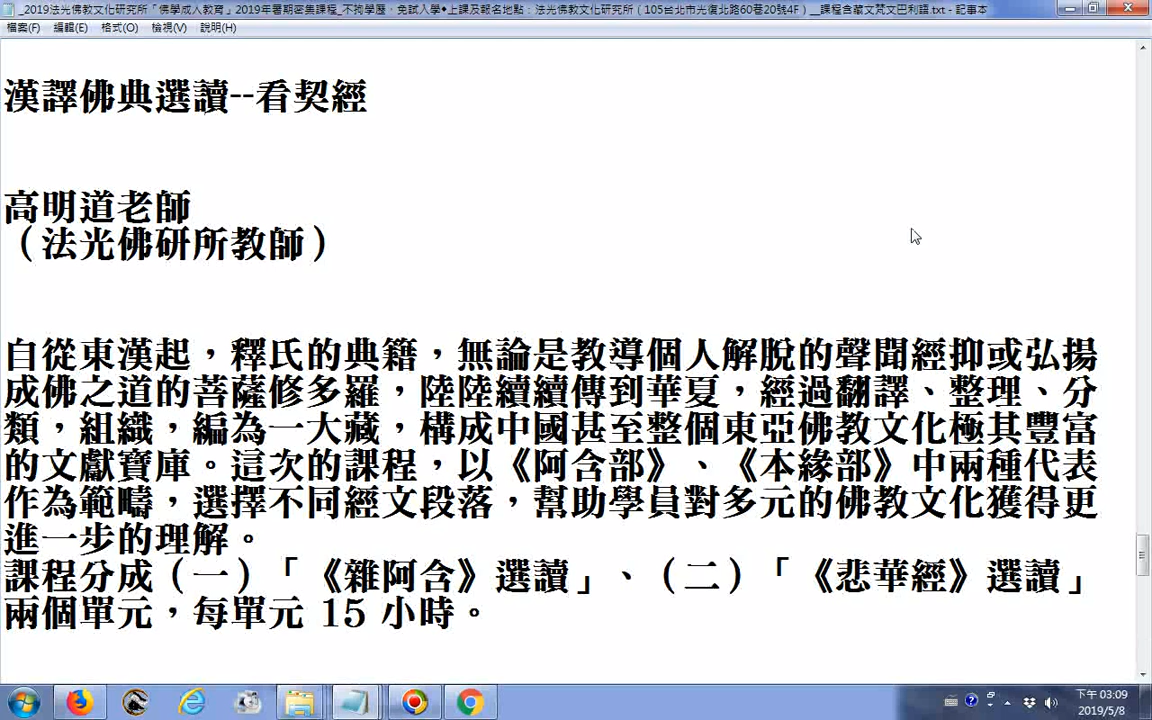 _2019法光佛教文化研究所「佛學成人教育」2019年暑期密集課程_不拘學歷、免試入學●上課及報名地點：法光佛教文化研究所（105台北市光復北路60巷20號4F）__課程含藏文梵文巴利語.txt - 記事本
檔案(F) 編輯(E) 格式(O) 檢視(V) 說明(H)
漢譯佛典選讀--看契經
高明道老師
（法光佛研所教師）
自從東漢起，釋氏的典籍，無論是教導個人解脫的聲聞經抑或弘揚
成佛之道的菩薩修多羅，陸陸續續傳到華夏，經過翻譯、整理、分
類，組織，編為一大藏，構成中國甚至整個東亞佛教文化極其豐富
的文獻寶庫。這次的課程，以《阿含部》、《本緣部》中兩種代表
作為範疇，選擇不同經文段落，幫助學員對多元的佛教文化獲得更
進一步的理解。
課程分成（一）「《雜阿含》選讀」、（二）「《悲華經》選讀」
兩個單元，每單元 15 小時。
下午 03:09
2019/5/8